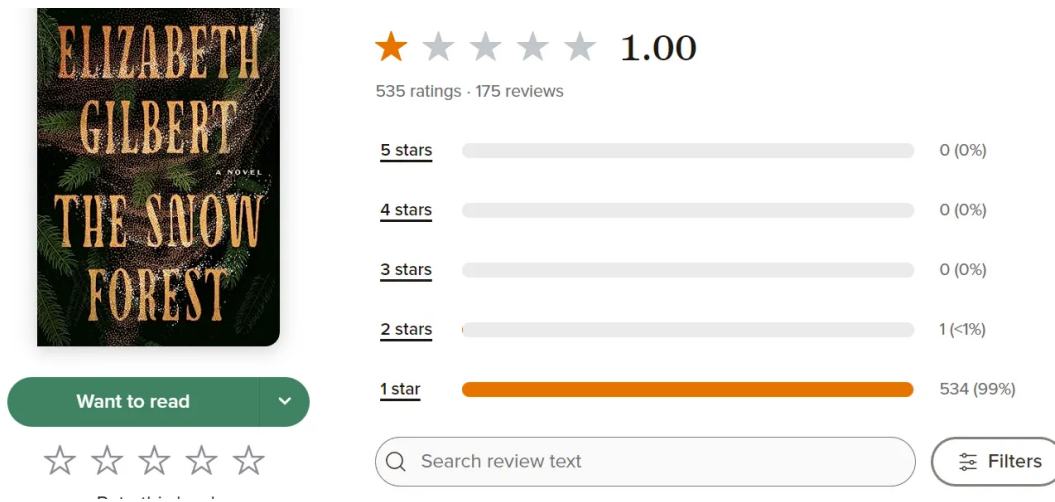 ELIZABETH
GILBERT
A NOVEL
THE SNOW
FOREST
Want to read
1.00
535 ratings · 175 reviews
5 stars 0 (0%)
4 stars 0 (0%)
3 stars 0 (0%)
2 stars 1 (<1%)
1 star 534 (99%)
Search review text
Filters